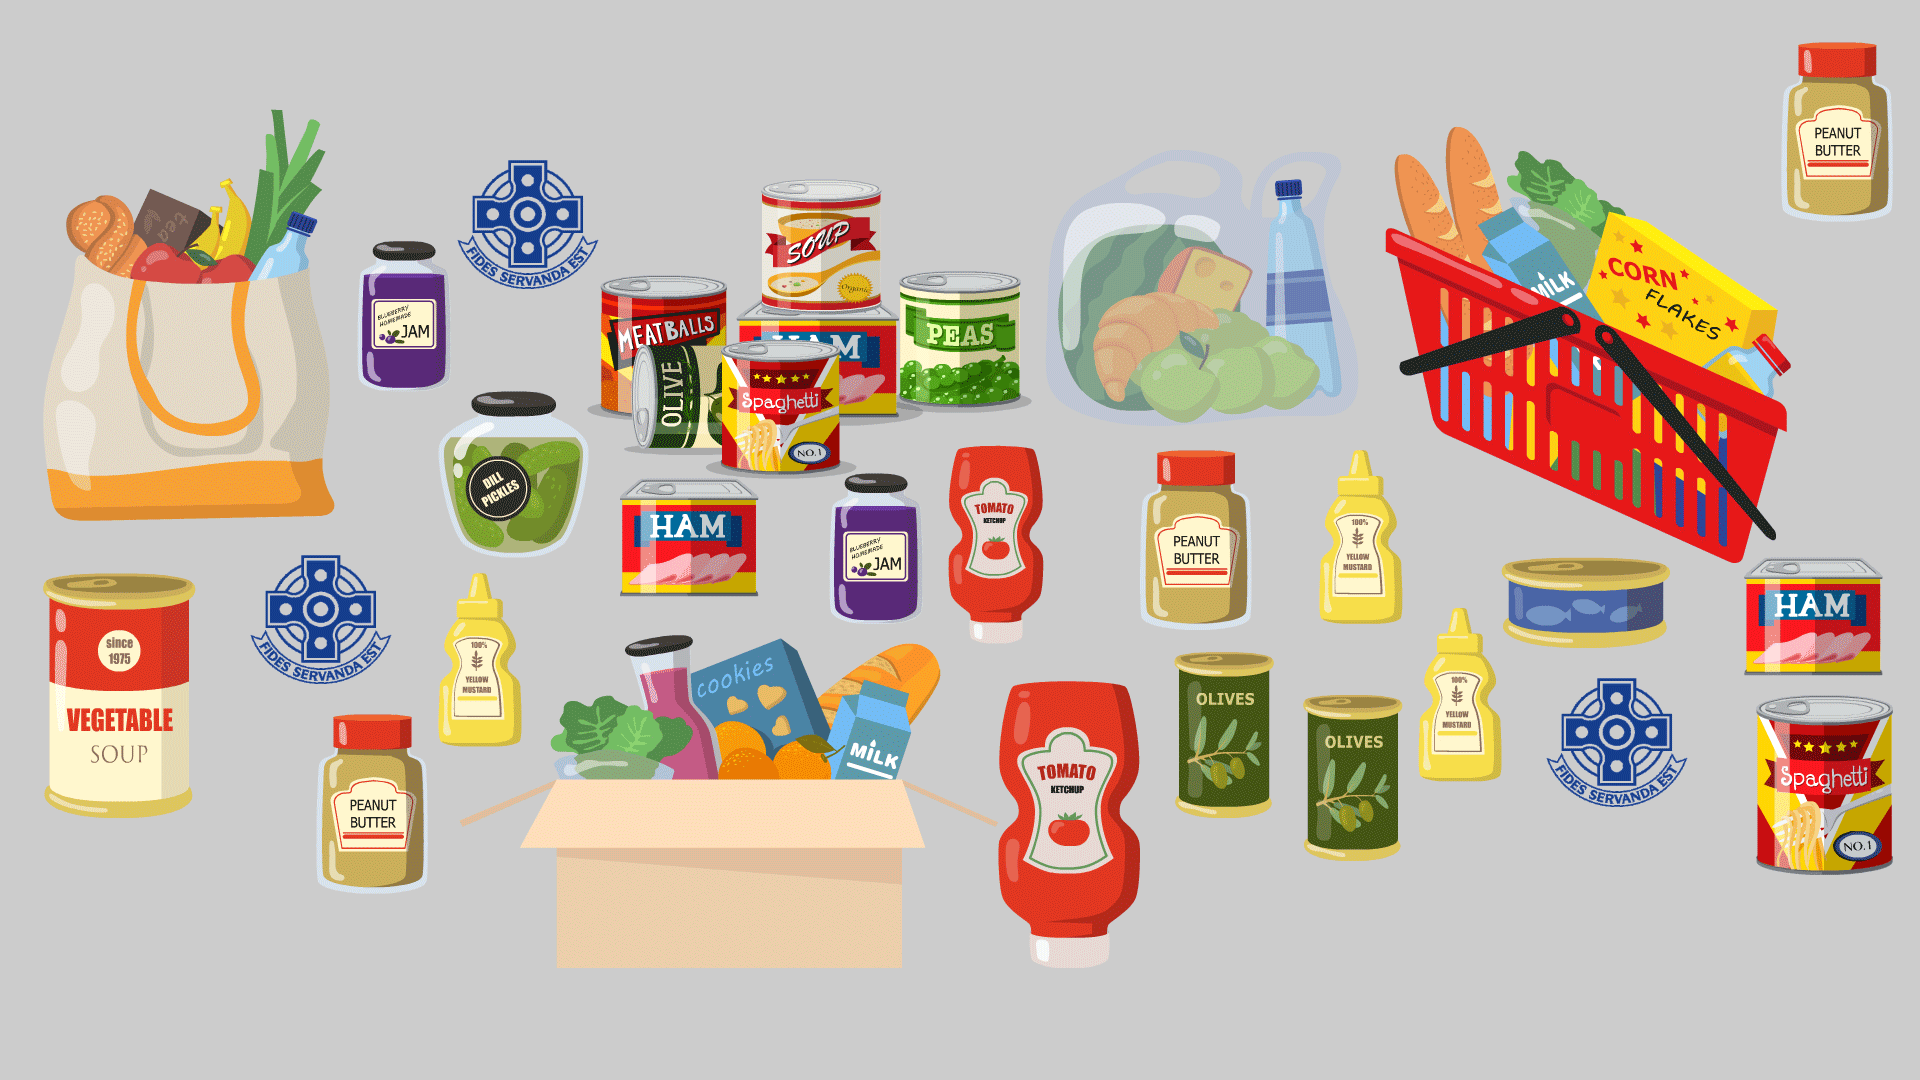 PEANUT
BUTTER
tea
FIDES SERVANDA EST
BLUEBERRY
HOMEMADE
JAM
SOUP
Organic
MEATBALLS
HAM
PEAS
OLIVE
Spaghetti
NO.1
CORN
FLAKES
MILK
DILL
PICKLES
HAM
BLUEBERRY
HOMEMADE
JAM
TOMATO
KETCHUP
PEANUT
BUTTER
100%
YELLOW
MUSTARD
HAM
since
1975
VEGETABLE
SOUP
FIDES SERVANDA EST
100%
YELLOW
MUSTARD
PEANUT
BUTTER
cookies
MILK
TOMATO
KETCHUP
OLIVES
OLIVES
100%
YELLOW
MUSTARD
FIDES SERVANDA EST
Spaghetti
NO.1